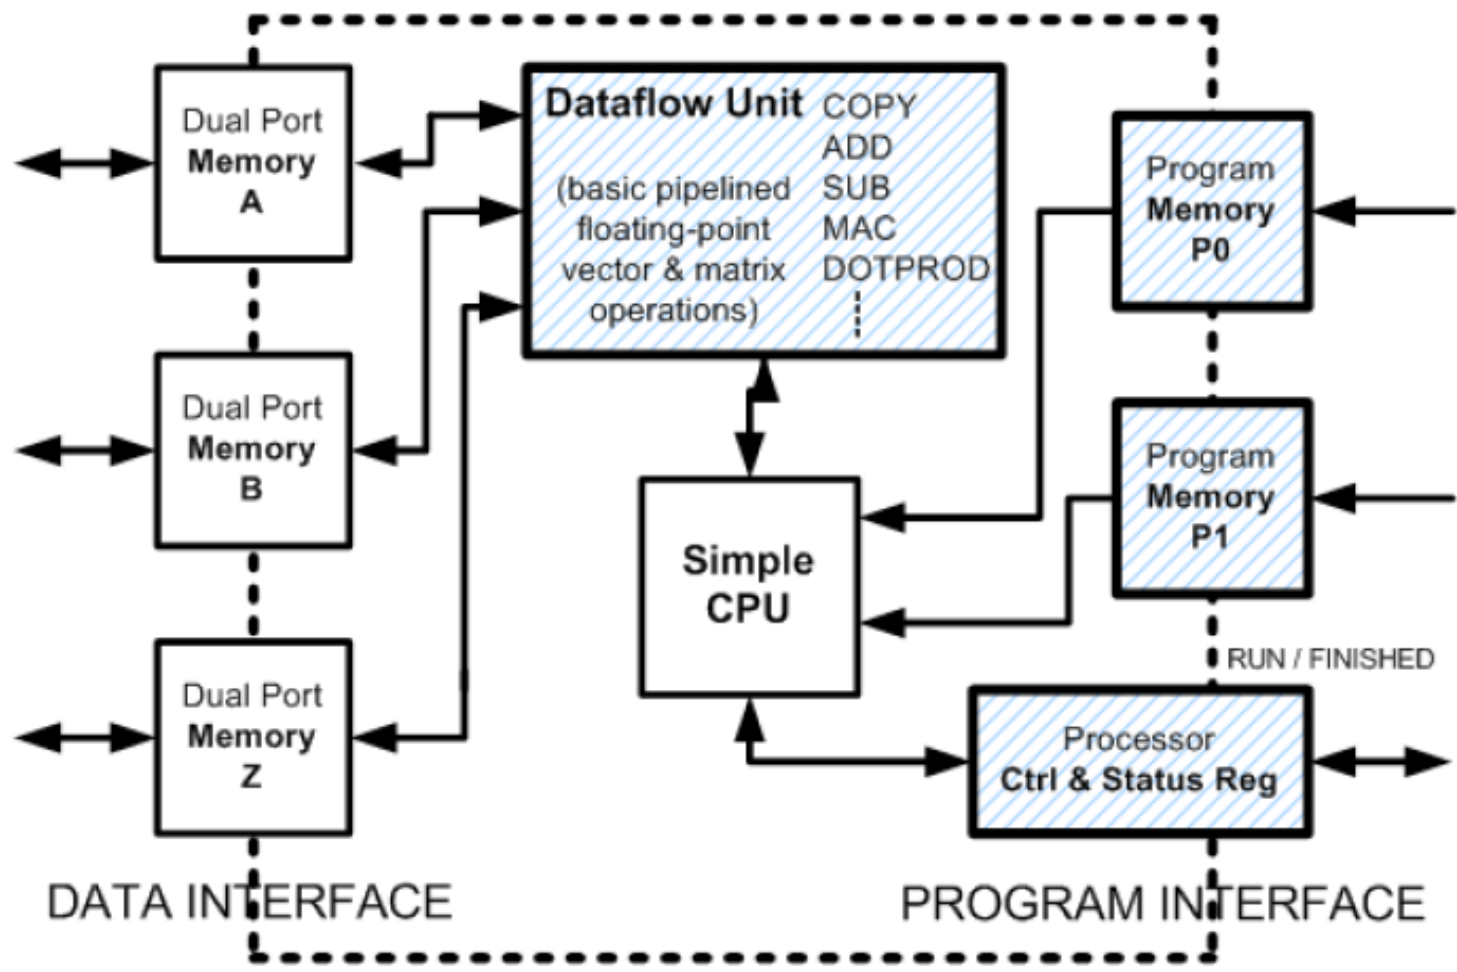 Dual Port
Memory
A
Dual Port
Memory
B
Dual Port
Memory
Z
DATA INTERFACE
Dataflow Unit
(basic pipelined
floating-point
vector & matrix
operations)
COPY
ADD
SUB
MAC
DOTPROD
Simple
CPU
Program
Memory
P0
Program
Memory
P1
RUN / FINISHED
Processor
Ctrl & Status Reg
PROGRAM INTERFACE